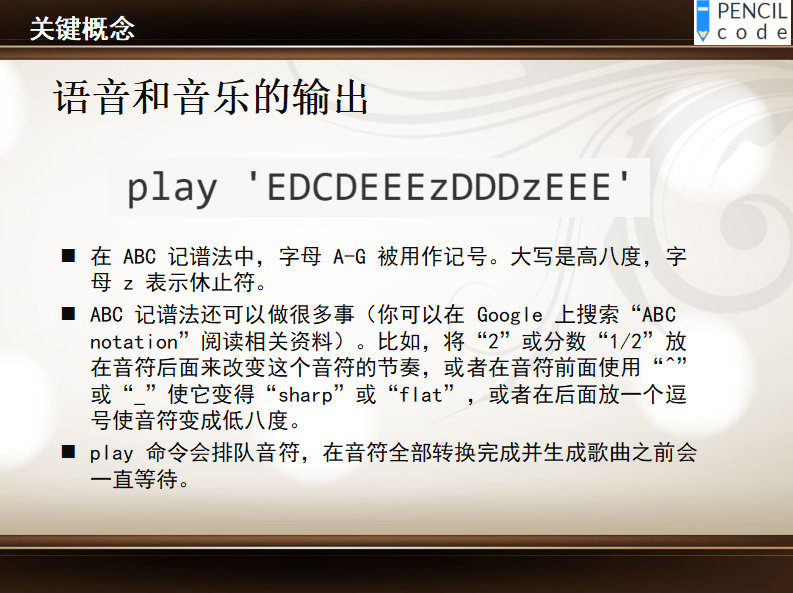 关键概念
PENCIL
code
语音和音乐的输出
play 'EDCDEEEzDDDzEEE'
■ 在 ABC 记谱法中，字母 A-G 被用作记号。大写是高八度，字
母 z 表示休止符。
■ ABC 记谱法还可以做很多事（你可以在 Google 上搜索“ABC
notation”阅读相关资料）。比如，将“2”或分数“1/2”放
在音符后面来改变这个音符的节奏，或者在音符前面使用“^”
或“_”使它变得“sharp”或“flat”，或者在后面放一个逗
号使音符变成低八度。
■ play 命令会排队音符，在音符全部转换完成并生成歌曲之前会
一直等待。